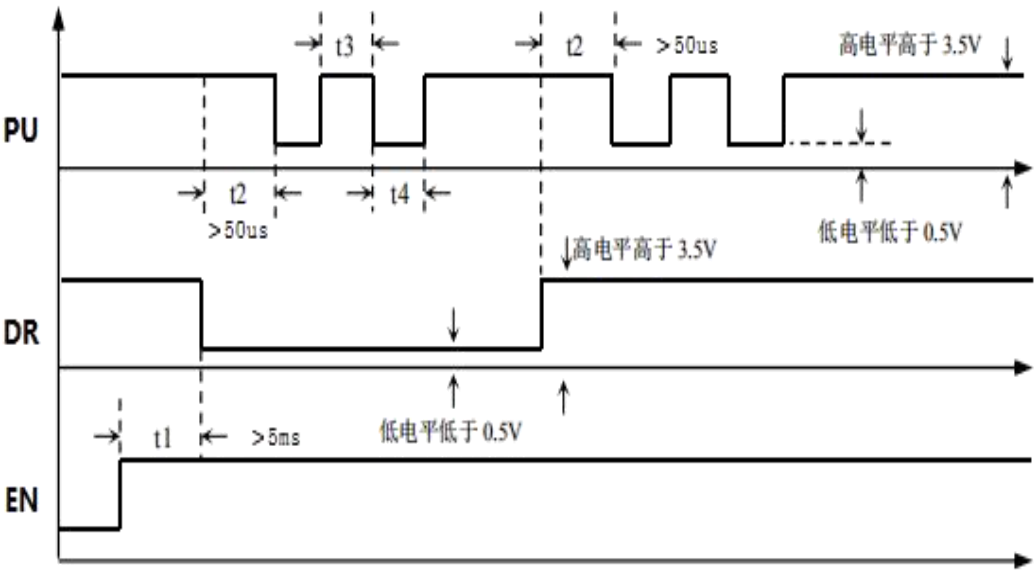 t3
t2
>50us
高电平高于 3.5V
PU
t2
t4
>50us
低电平低于 0.5V
高电平高于 3.5V
DR
低电平低于 0.5V
t1
>5ms
EN